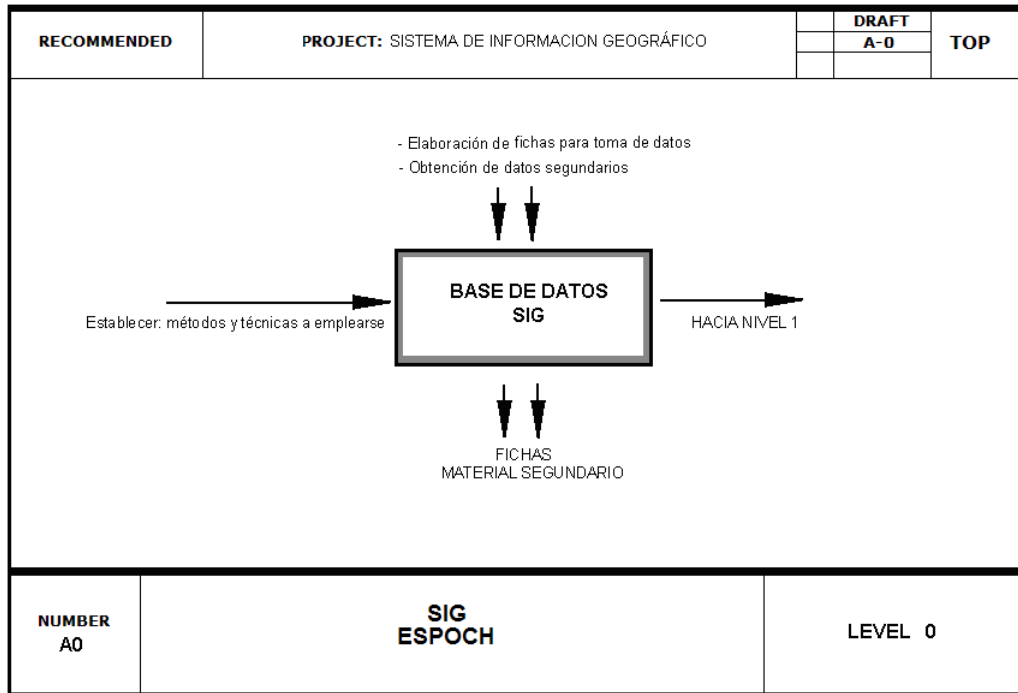 RECOMMENDED
PROJECT: SISTEMA DE INFORMACION GEOGRÁFICO
DRAFT
A-0
TOP
- Elaboración de fichas para toma de datos
- Obtención de datos segundarios
BASE DE DATOS
SIG
Establecer: métodos y técnicas a emplearse
HACIA NIVEL 1
FICHAS
MATERIAL SEGUNDARIO
NUMBER
A0
SIG
ESPOCH
LEVEL 0